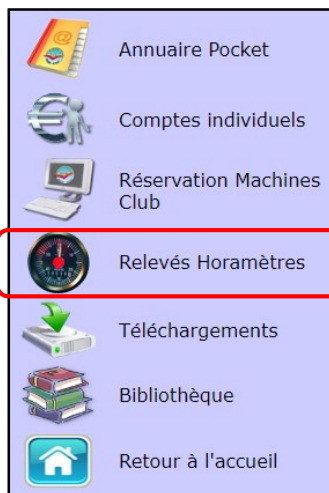 Annuaire Pocket
Comptes individuels
Réservation Machines
Club
Relevés Horamètres
Téléchargements
Bibliothèque
Retour à l'accueil